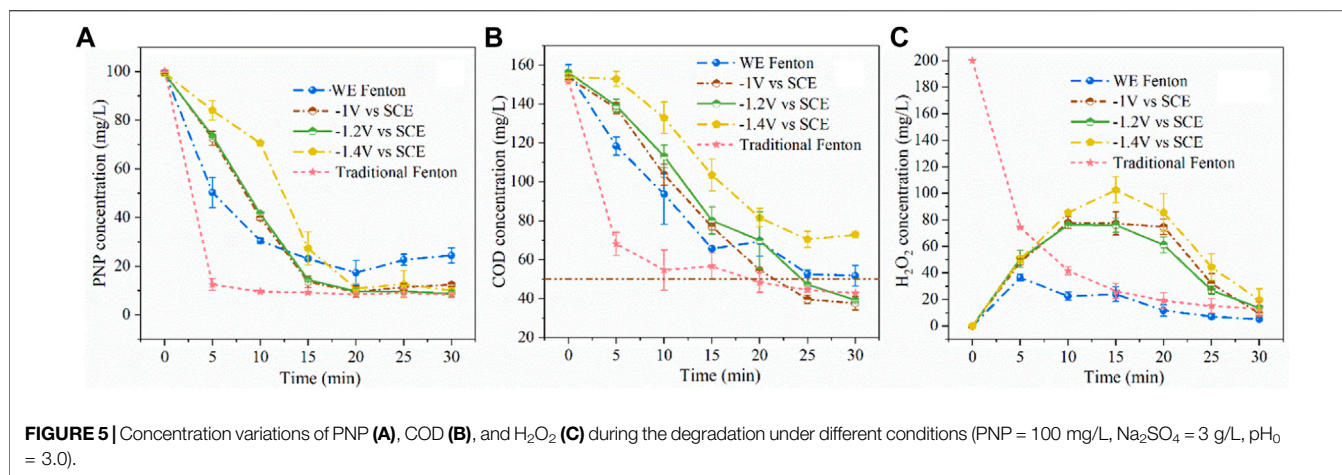 A
PNP concentration (mg/L)
100
80
60
40
20
0
WE Fenton
-1V vs SCE
-1.2V vs SCE
-1.4V vs SCE
Traditional Fenton
0 5 10 15 20 25 30
Time (min)
B
COD concentration (mg/L)
160
140
120
100
80
60
40
20
WE Fenton
-1V vs SCE
-1.2V vs SCE
-1.4V vs SCE
Traditional Fenton
0 5 10 15 20 25 30
Time (min)
C
H₂O₂ concentration (mg/L)
200
180
160
140
120
100
80
60
40
20
0
WE Fenton
-1V vs SCE
-1.2V vs SCE
-1.4V vs SCE
Traditional Fenton
0 5 10 15 20 25 30
Time (min)
FIGURE 5 | Concentration variations of PNP (A), COD (B), and H₂O₂ (C) during the degradation under different conditions (PNP = 100 mg/L, Na₂SO₄ = 3 g/L, pH₀
= 3.0).